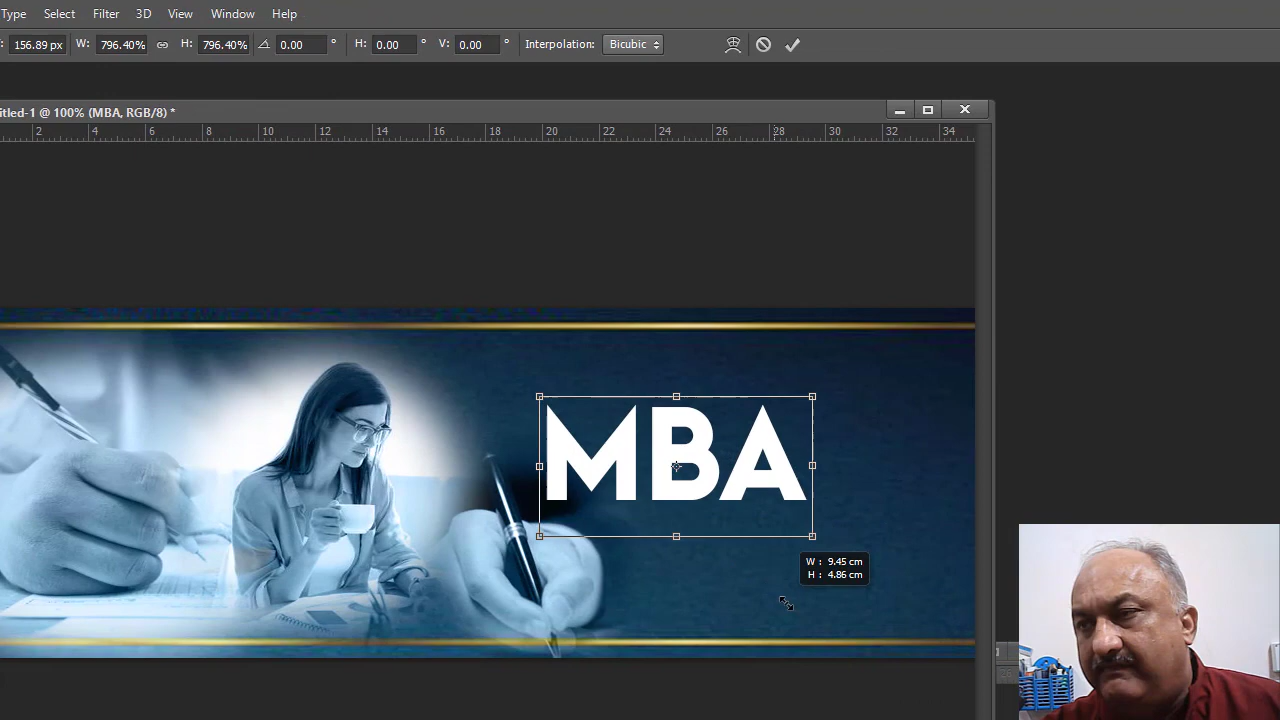 Type Select Filter 3D View Window Help
: 156.89 px W: 796.40% H: 796.40% 0.00 ° H: 0.00 ° V: 0.00 ° Interpolation: Bicubic
itled-1 @ 100% (MBA, RGB/8) *
2 4 6 8 10 12 14 16 18 20 22 24 26 28 30 32 34
MBA
W : 9.45 cm
H : 4.86 cm